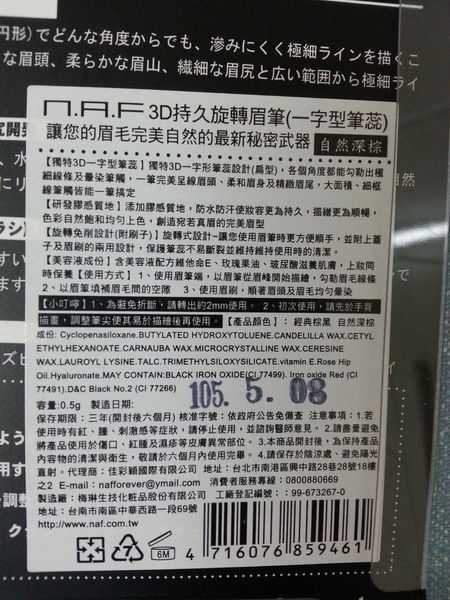 円形)でどんな角度からでも、滲みにくく極細ラインを描くこ
な眉頭、柔らかな眉山、繊細な眉尻と広い範囲から極細ライ
n.A.F 3D持久旋轉眉筆(一字型筆蕊)
讓您的眉毛完美自然的最新秘密武器 自然深棕
【獨特3D一字形筆蕊】獨特3D一字形筆蕊設計(扁型)，各個角度都能勾勒出極
細線條及暈染筆觸，一筆完美呈線眉頭、柔和眉身及精緻眉尾，大面積、細框
線筆觸皆能一筆搞定
【研發膠感質地】添加膠感質地，防水防汗使妝容更為持久，描繪更為順暢，
色彩自然飽和均勻上色，創造宛若真眉的完美眉型
【旋轉免削設計(附刷子)】旋轉式設計~讓您使用眉筆時更方便順手，並附上蓋
子及眉刷的兩用設計，保護筆蕊不易斷裂並維持維持使用時的清潔。
【美容液成份】含美容液配方維他命E、玫瑰果油、玻尿酸滋養肌膚，上妝同
時保養【使用方式】1、使用眉筆端，以眉筆從眉峰開始描繪，勾勒眉毛線條
2、以眉筆填補眉毛間的空隙 3、使用眉刷，順著眉頭及眉毛均勻暈染
【小叮嚀】1、為避免折斷，請轉出約2mm使用。 2、初次使用，請先於手背
描畫，調整筆尖使其易於描繪後再使用。【產品顏色】：經典棕黑 自然深棕
成份: Cyclopenasiloxane.BUTYLATED HYDROXYTOLUENE.CANDELILLA WAX.CETYL
ETHYLHEXANOATE.CARNAUBA WAX.MICROCRYSTALLINE WAX.CERESINE
WAX.LAUROYL LYSINE.TALC.TRIMETHYLSILOXYSILICATE.vitamin E.Rose Hip
Oil.Hyaluronate.MAY CONTAIN:BLACK IRON OXIDE(CI.77499). Iron oxide Red (CI
77491).D&C Black No.2 (CI 77266)
105.5.08
容量:0.5g 製造日期:
保存期限：三年(開封後六個月) 核准字號：依政府公告免備查 注意事項：1.若
使用時有紅、腫、刺激感等症狀，請停止使用，並諮詢醫師意見。2.請盡量避免
將產品使用於傷口、紅腫及濕疹等皮膚異常部位。3.本商品開封後，為保持產品
內容物的清潔與衛生，敬請於六個月內使用完畢。4.請保存於陰涼處、避免陽光
直射。代理商：佳彩穎國際有限公司 地址：台北市南港區興中路28巷28號18樓
之2 E-mail：nafforever@gmail.com 消費者服務專線：0800880669
製造廠：梅琳生技化粧品股份有限公司 工廠登記編號：：99-673267-0
台南市南區中華西路一段69號
http://www.naf.com.tw
6M
4 716076 859461